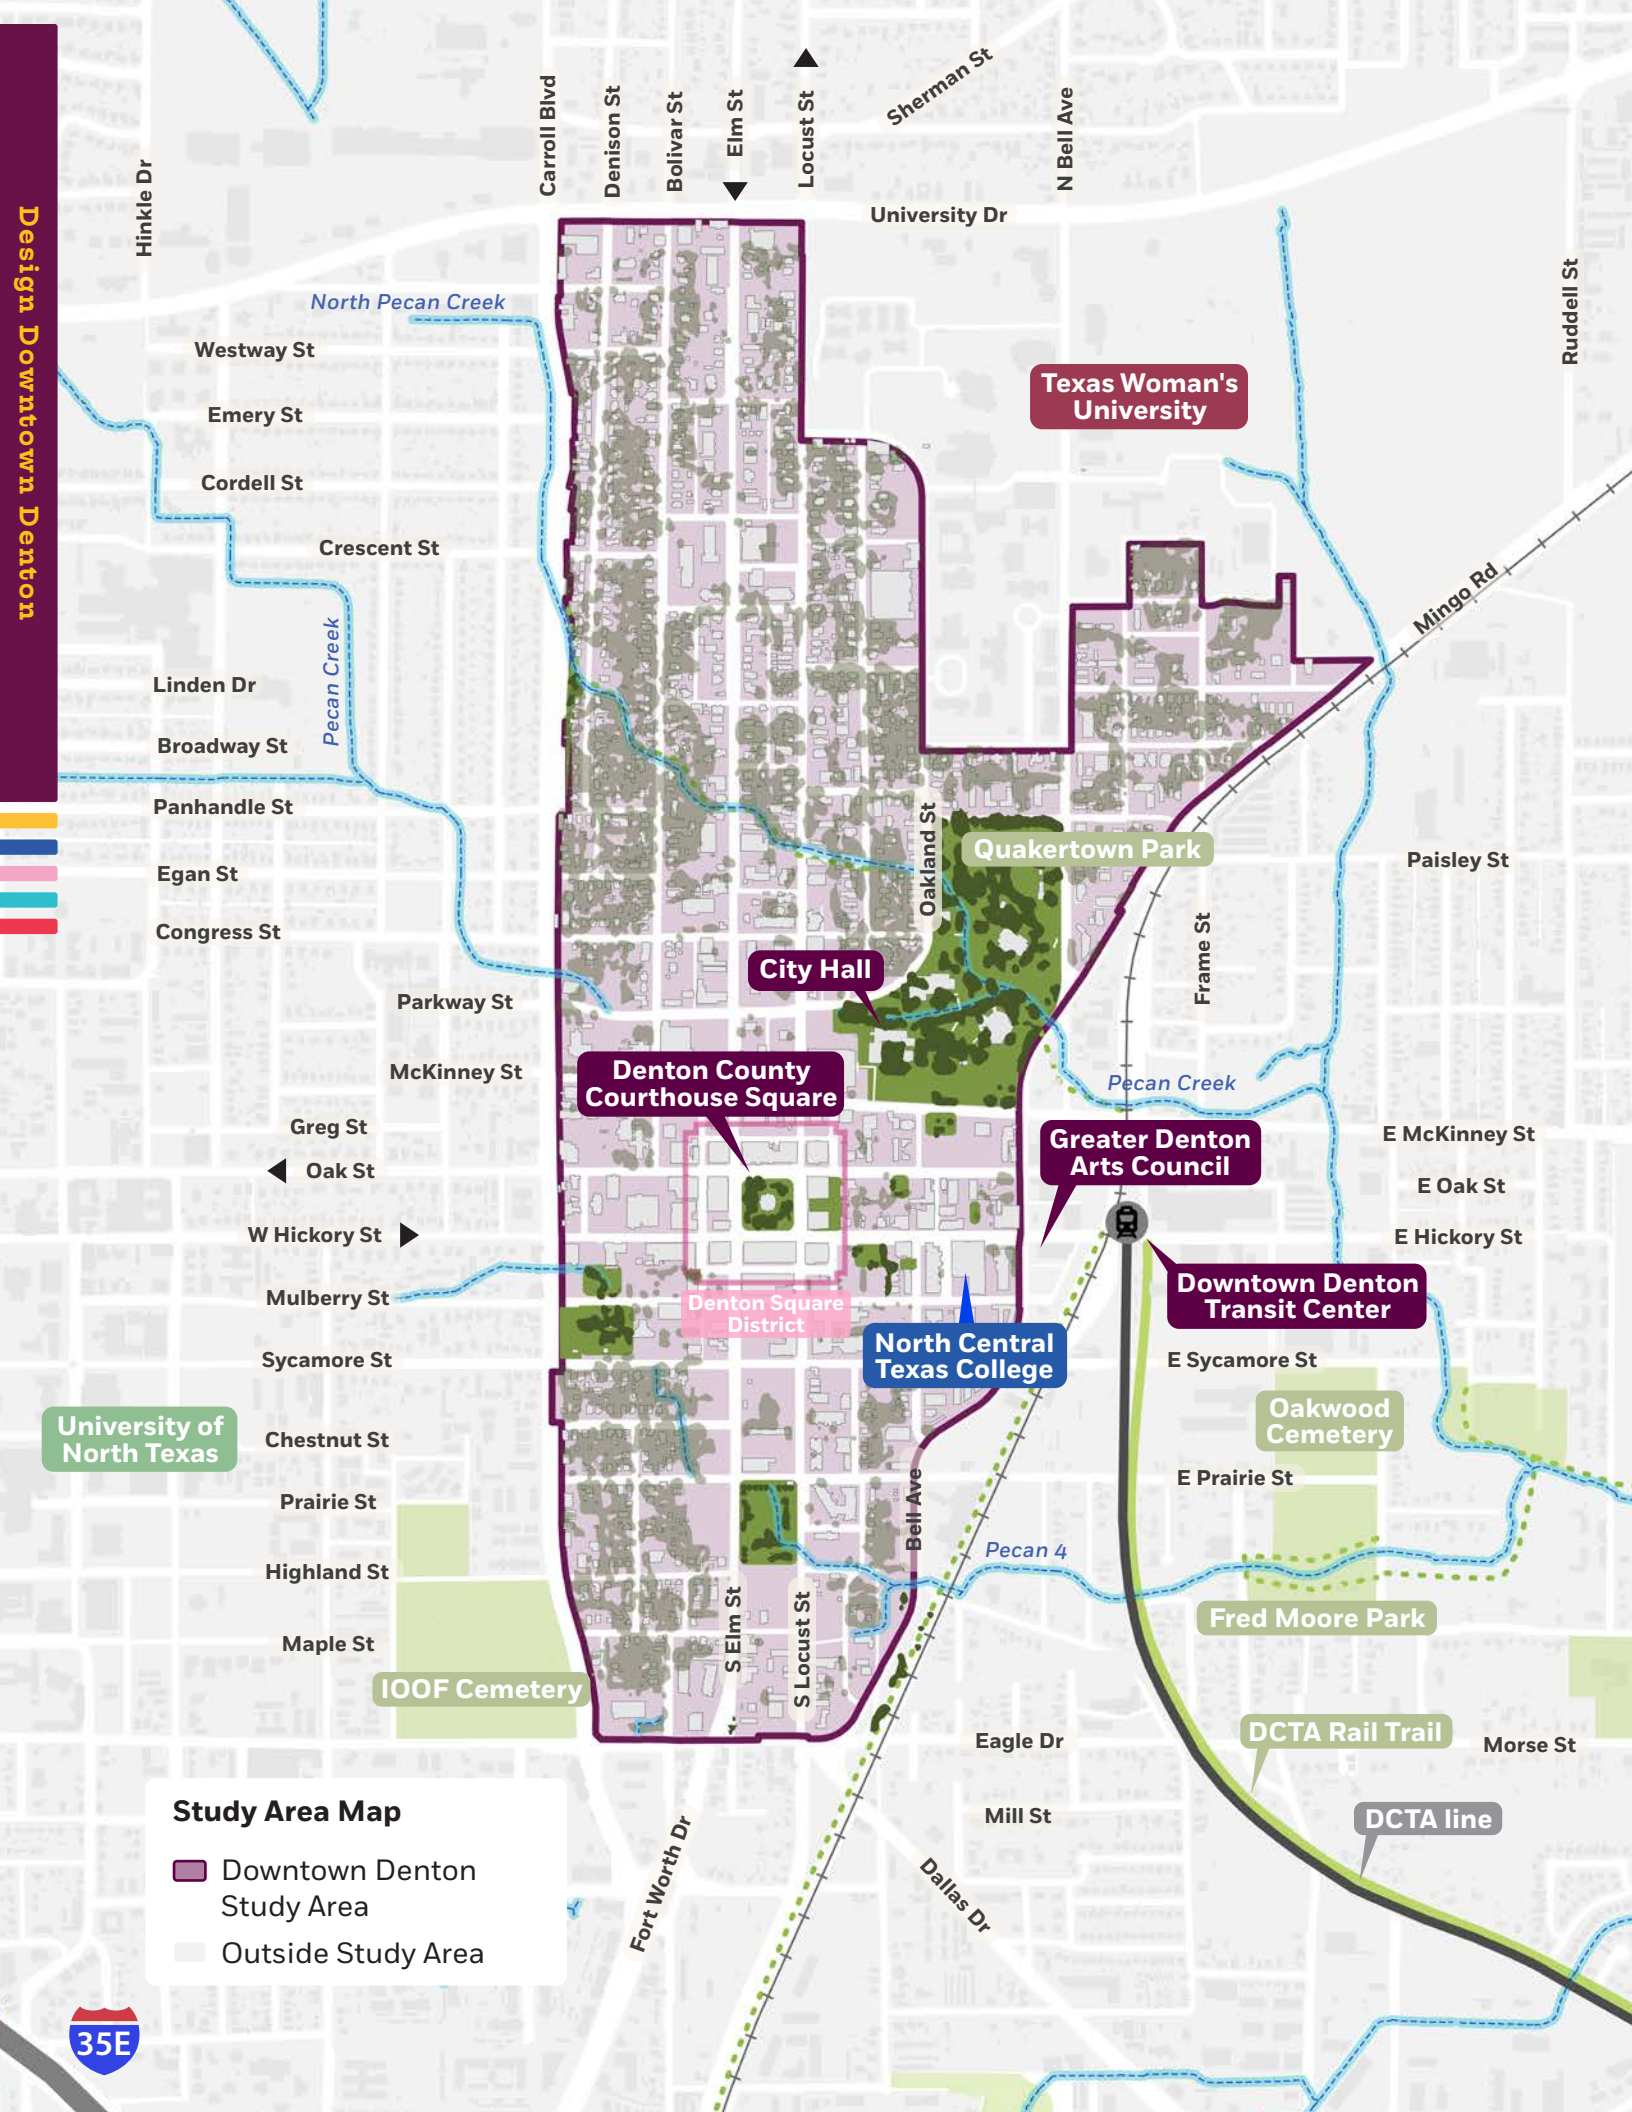 Design Downtown Denton
Hinkle Dr
Carroll Blvd
Denison St
Bolivar St
Elm St
Locust St
Sherman St
N Bell Ave
University Dr
Ruddell St
North Pecan Creek
Westway St
Emery St
Cordell St
Crescent St
Texas Woman's
University
Mingo Rd
Pecan Creek
Linden Dr
Broadway St
Panhandle St
Egan St
Congress St
Parkway St
McKinney St
Oakland St
Quakertown Park
Paisley St
Frame St
City Hall
Denton County
Courthouse Square
Pecan Creek
Greg St
Oak St
W Hickory St
Mulberry St
Greater Denton
Arts Council
E McKinney St
E Oak St
E Hickory St
Downtown Denton
Transit Center
Denton Square
District
North Central
Texas College
Sycamore St
E Sycamore St
University of
North Texas
Chestnut St
Oakwood
Cemetery
Prairie St
E Prairie St
Bell Ave
Highland St
Pecan 4
Maple St
S Elm St
S Locust St
Fred Moore Park
IOOF Cemetery
Eagle Dr
DCTA Rail Trail
Morse St
Mill St
DCTA line
Fort Worth Dr
Dallas Dr
Study Area Map
Downtown Denton
Study Area
Outside Study Area
35E